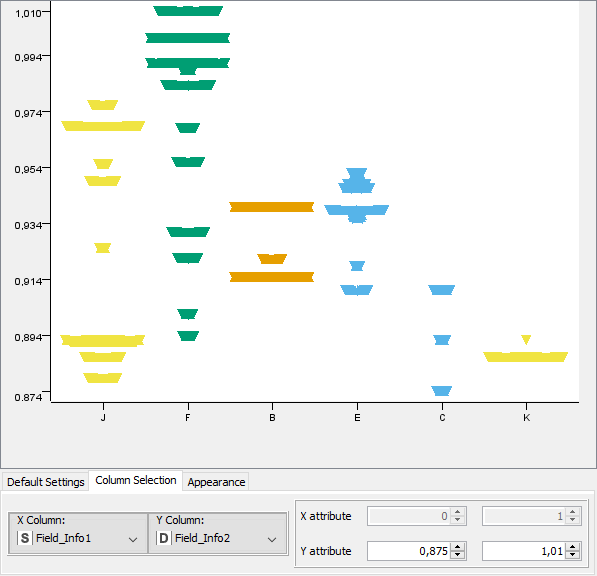 1,010
0,994
0,974
0,954
0,934
0,914
0,894
0.874
J F B E C K
Default Settings Column Selection Appearance
X Column: Y Column:
S Field_Info1 D Field_Info2
X attribute 0 1
Y attribute 0,875 1,01